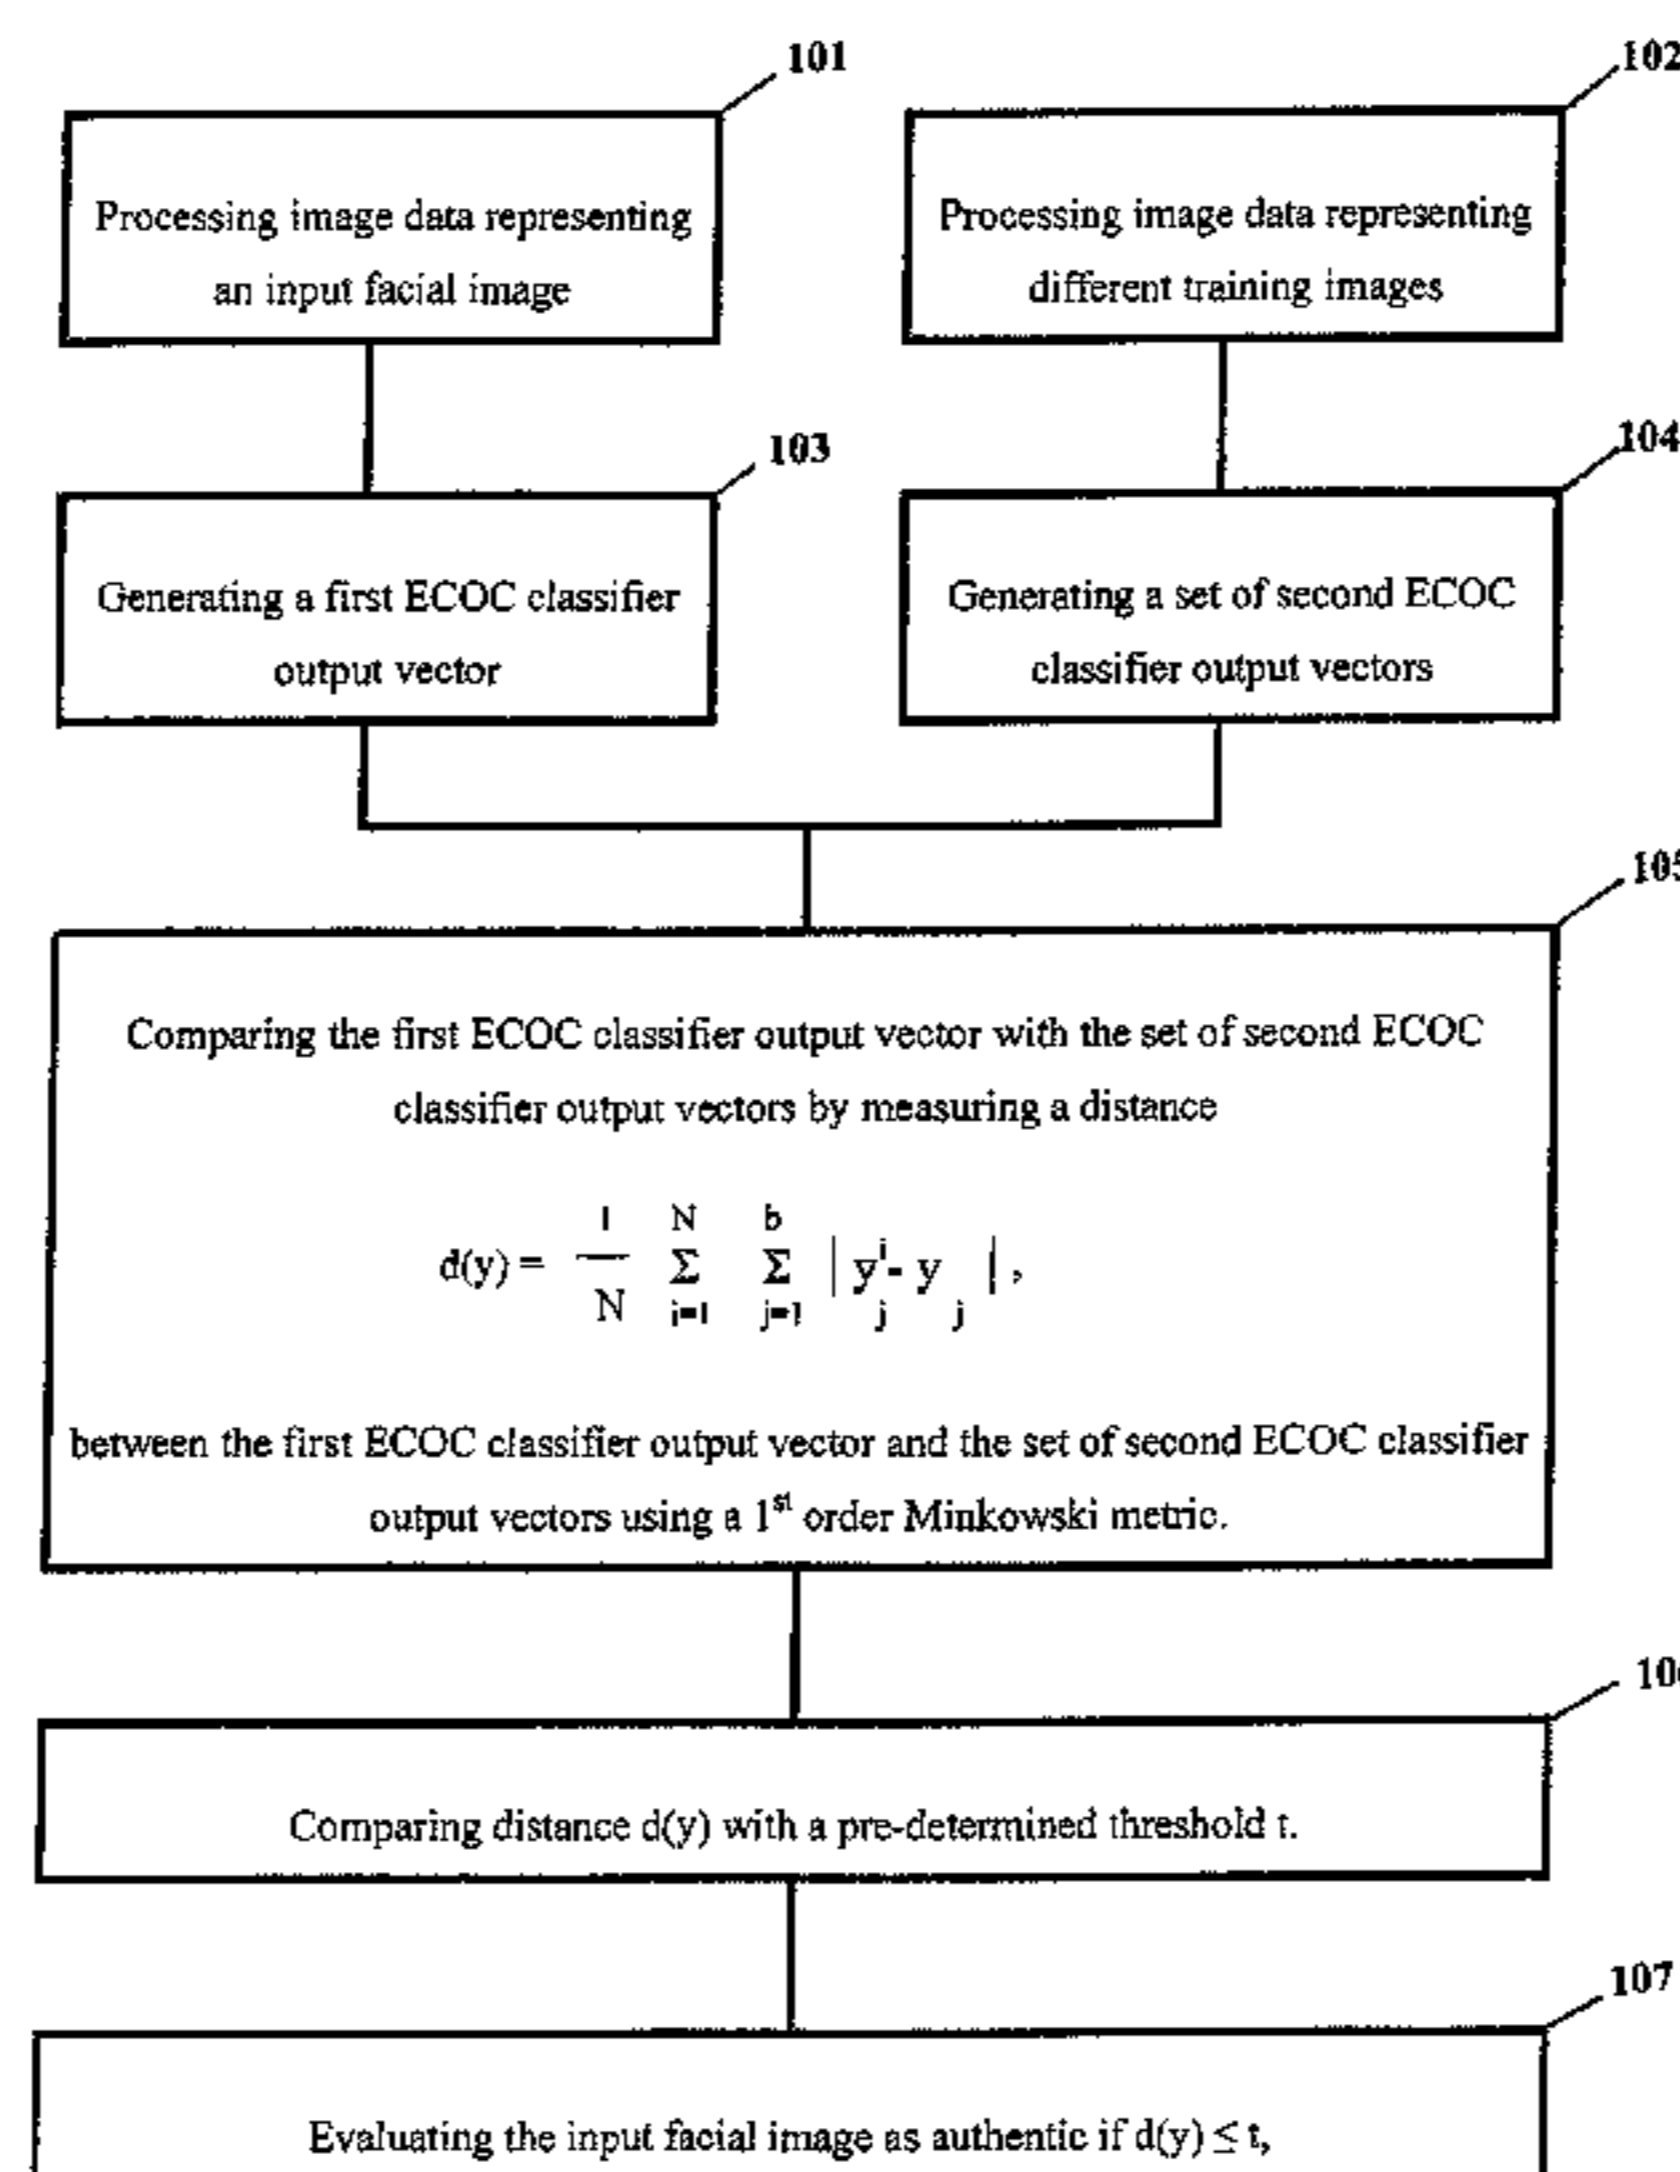 101
102
Processing image data representing
an input facial image
Processing image data representing
different training images
103
104
Generating a first ECOC classifier
output vector
Generating a set of second ECOC
classifier output vectors
105
Comparing the first ECOC classifier output vector with the set of second ECOC
classifier output vectors by measuring a distance
1 N b
d(y) = — Σ Σ | y^i - y |,
N i=1 j=1 j j
between the first ECOC classifier output vector and the set of second ECOC classifier
output vectors using a 1st order Minkowski metric.
10
Comparing distance d(y) with a pre-determined threshold t.
107
Evaluating the input facial image as authentic if d(y) ≤ t,